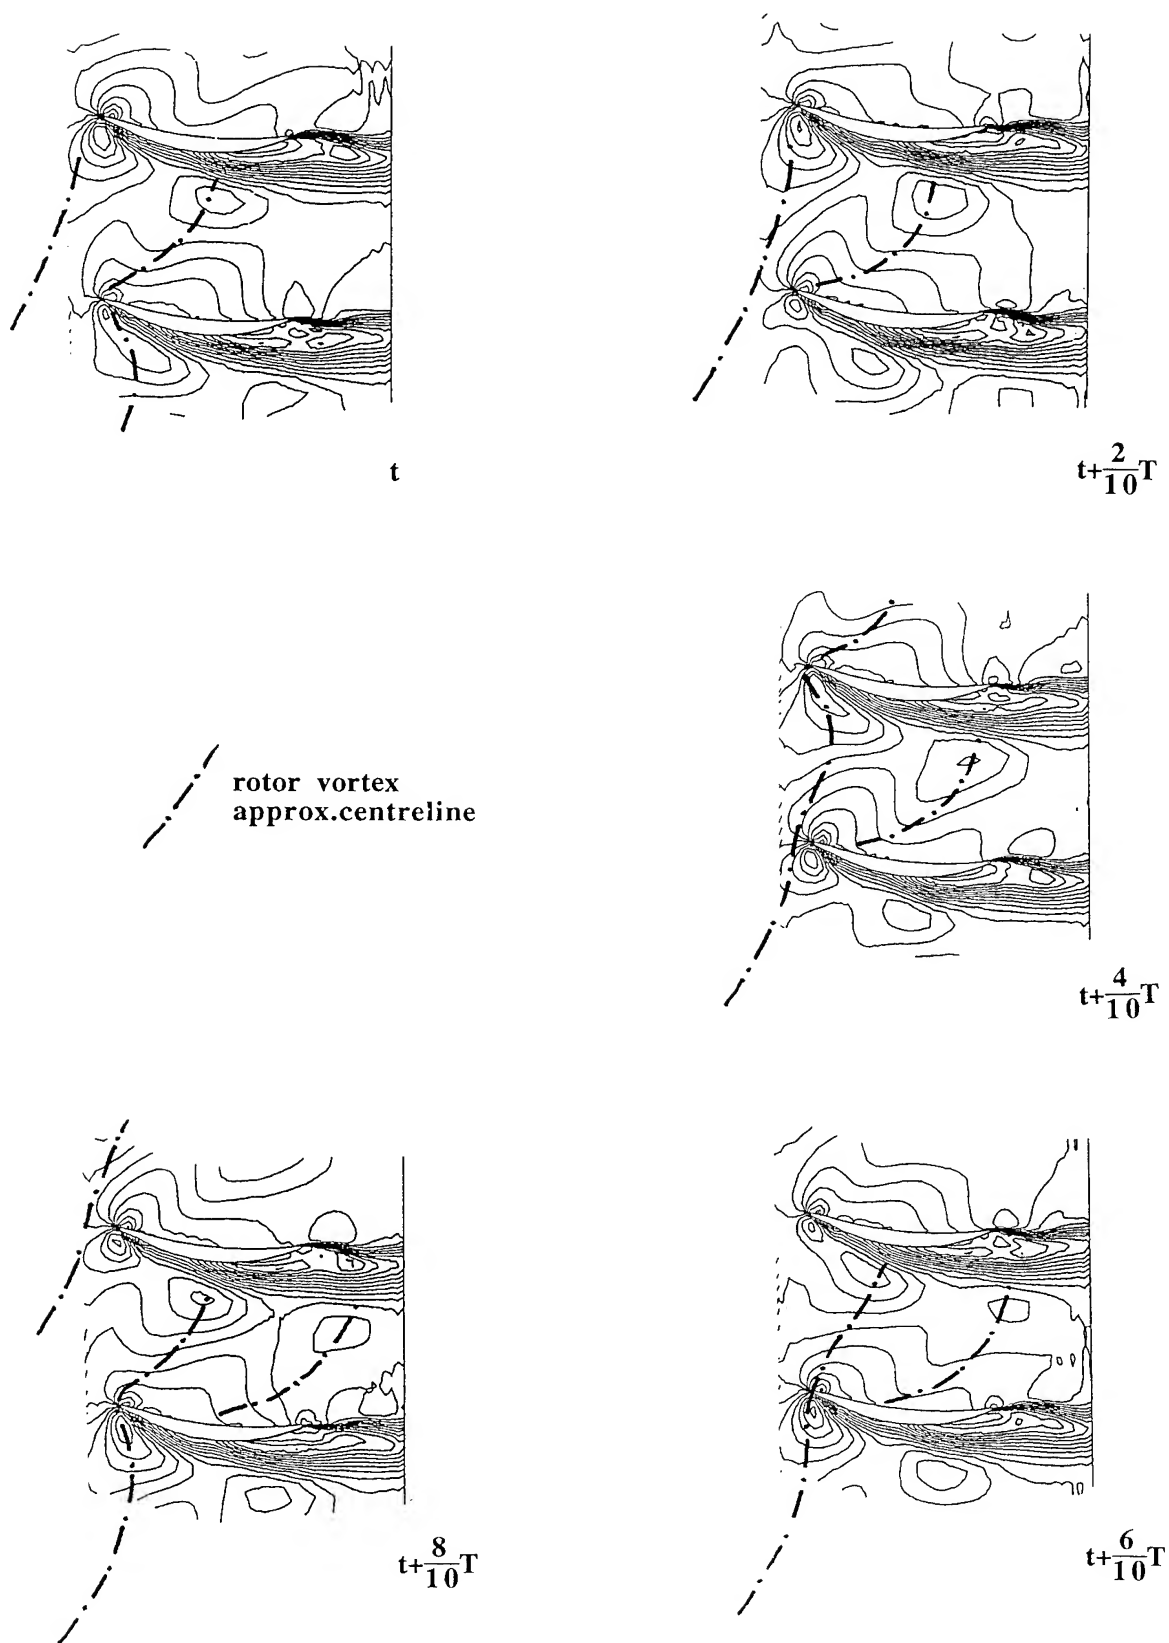 t
t+2/10T
t+4/10T
rotor vortex
approx.centreline
t+8/10T
t+6/10T